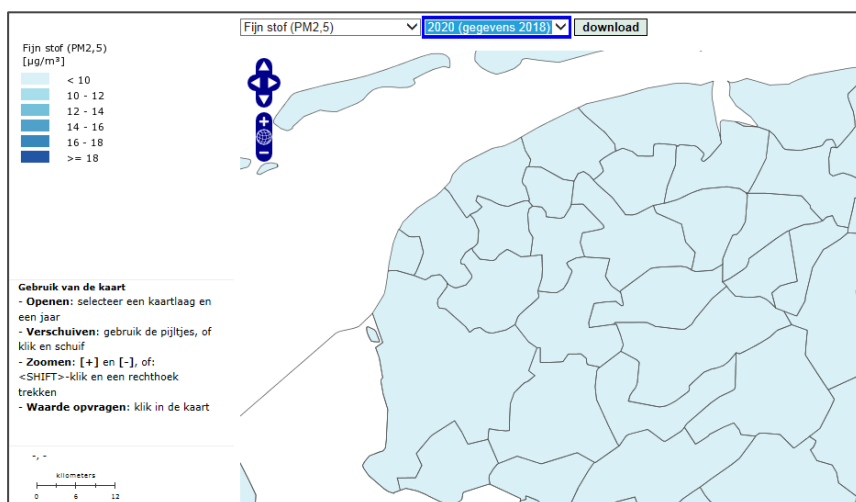 Fijn stof (PM2,5)
2020 (gegevens 2018)
download
Fijn stof (PM2,5)
[µg/m³]
< 10
10 - 12
12 - 14
14 - 16
16 - 18
>= 18
Gebruik van de kaart
- Openen: selecteer een kaartlaag en
een jaar
- Verschuiven: gebruik de pijltjes, of
klik en schuif
- Zoomen: [+] en [-], of:
<SHIFT>-klik en een rechthoek
trekken
- Waarde opvragen: klik in de kaart
-, -
kilometers
0 6 12